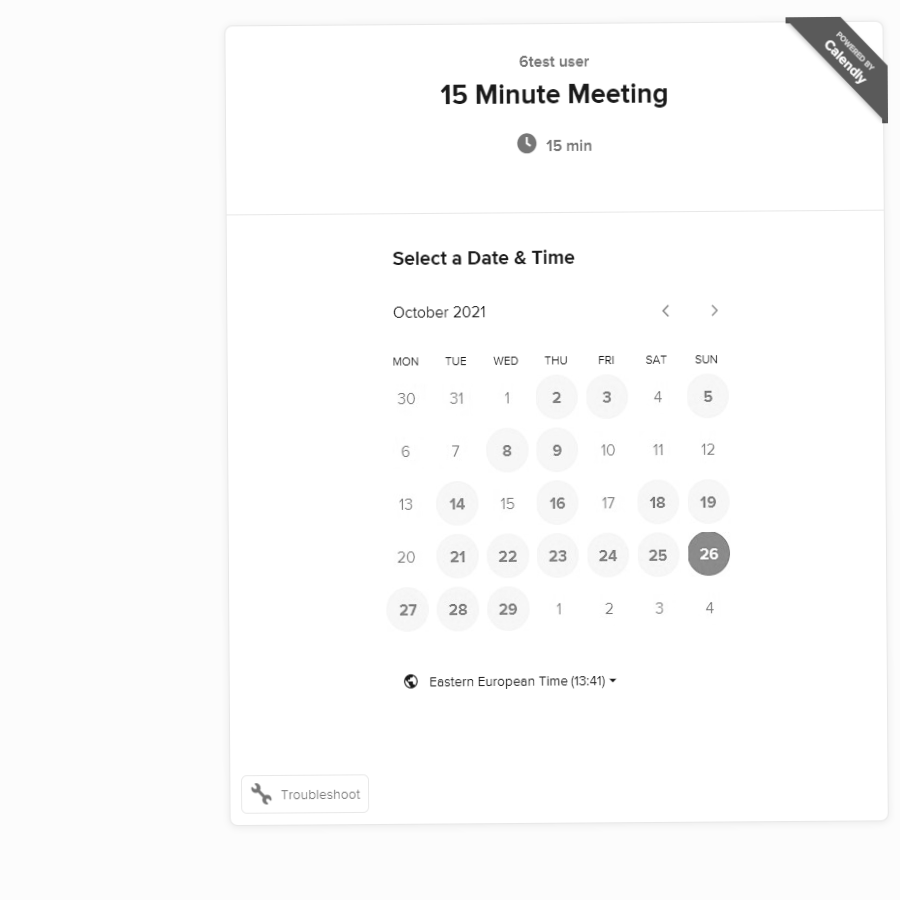 6test user
15 Minute Meeting
15 min
POWERED BY
Calendly
Select a Date & Time
October 2021
MON TUE WED THU FRI SAT SUN
30 31 1 2 3 4 5
6 7 8 9 10 11 12
13 14 15 16 17 18 19
20 21 22 23 24 25 26
27 28 29 1 2 3 4
Eastern European Time (13:41)
Troubleshoot